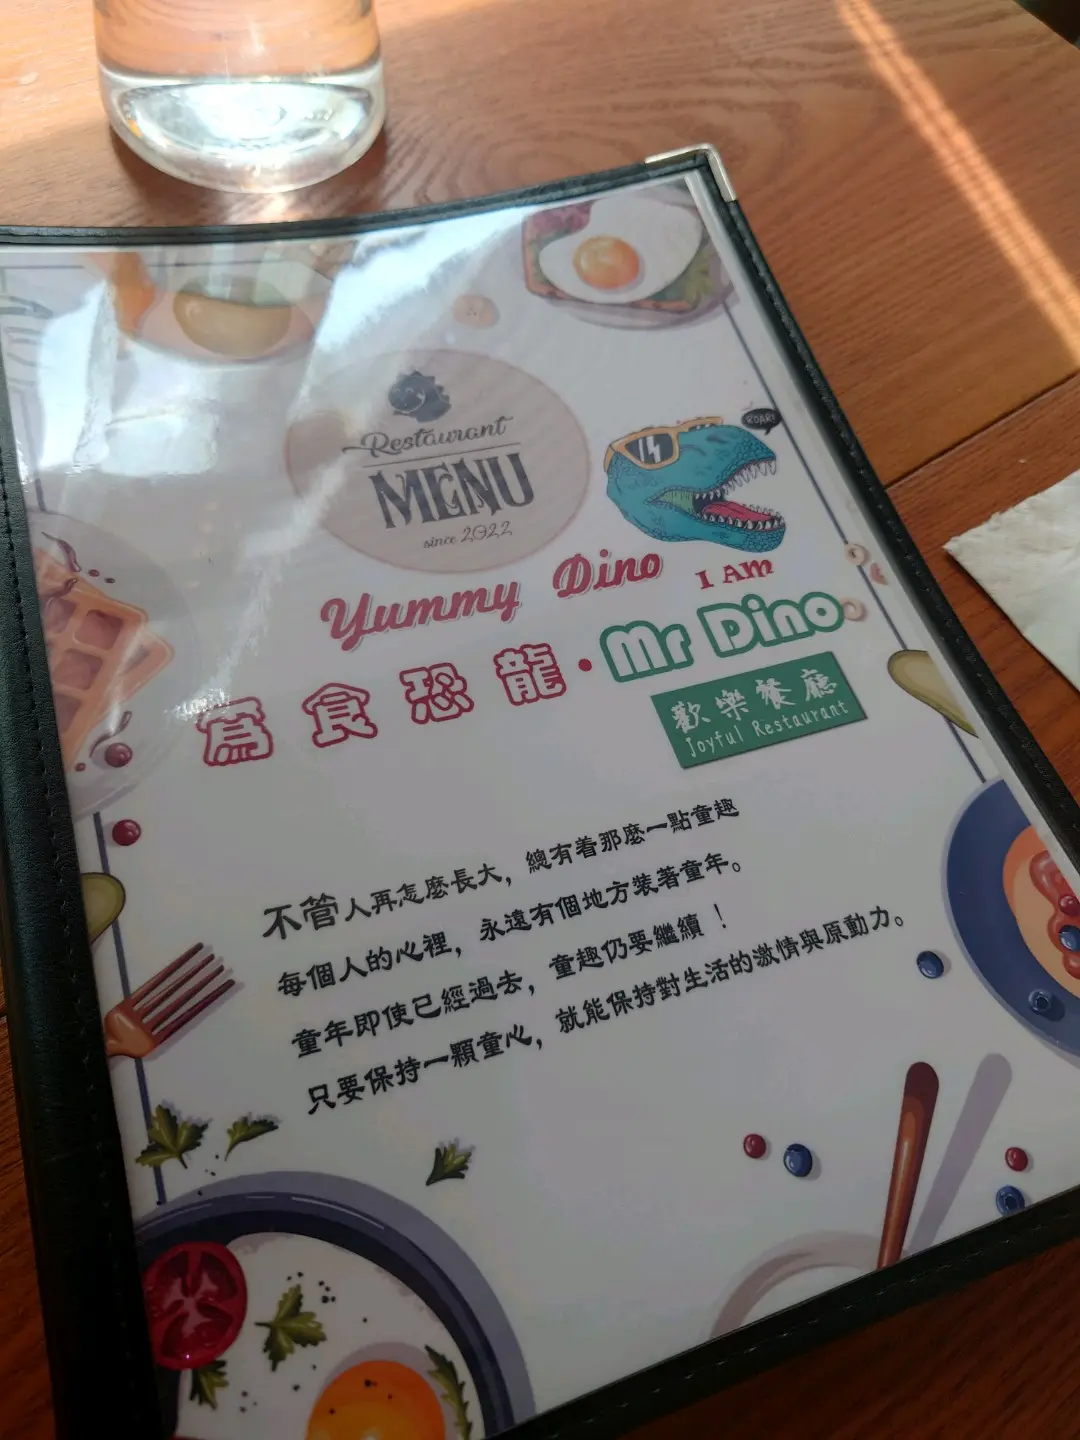 Restaurant
MENU
since 2022
ROAR!
Yummy Dino
I AM
為食恐龍·Mr Dino
歡樂餐廳
Joyful Restaurant
不管人再怎麼長大，總有着那麼一點童趣
每個人的心裡，永遠有個地方裝著童年。
童年即使已經過去，童趣仍要繼續！
只要保持一顆童心，就能保持對生活的激情與原動力。